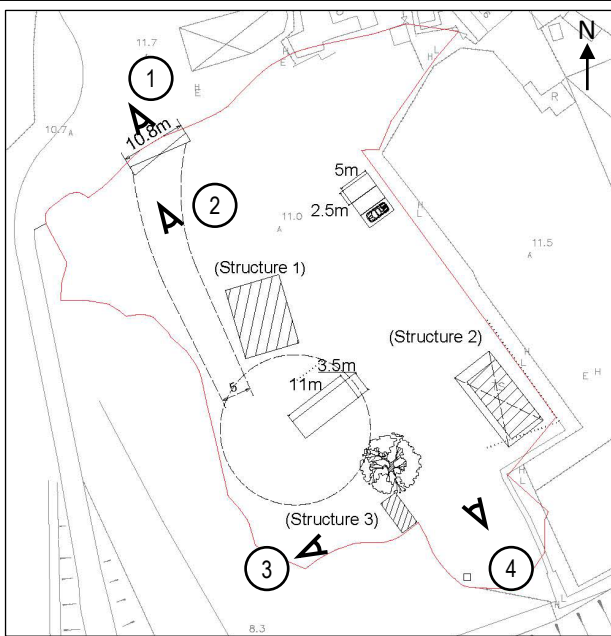 N
11.7
H
E
L
H
1
10.7
10.8m
R
5m
2
2.5m
H
L
11.0
11.5
(Structure 1)
(Structure 2)
H
L
3.5m
11m
H
E
LS
5
H
L
(Structure 3)
3
4
8.3
H
L